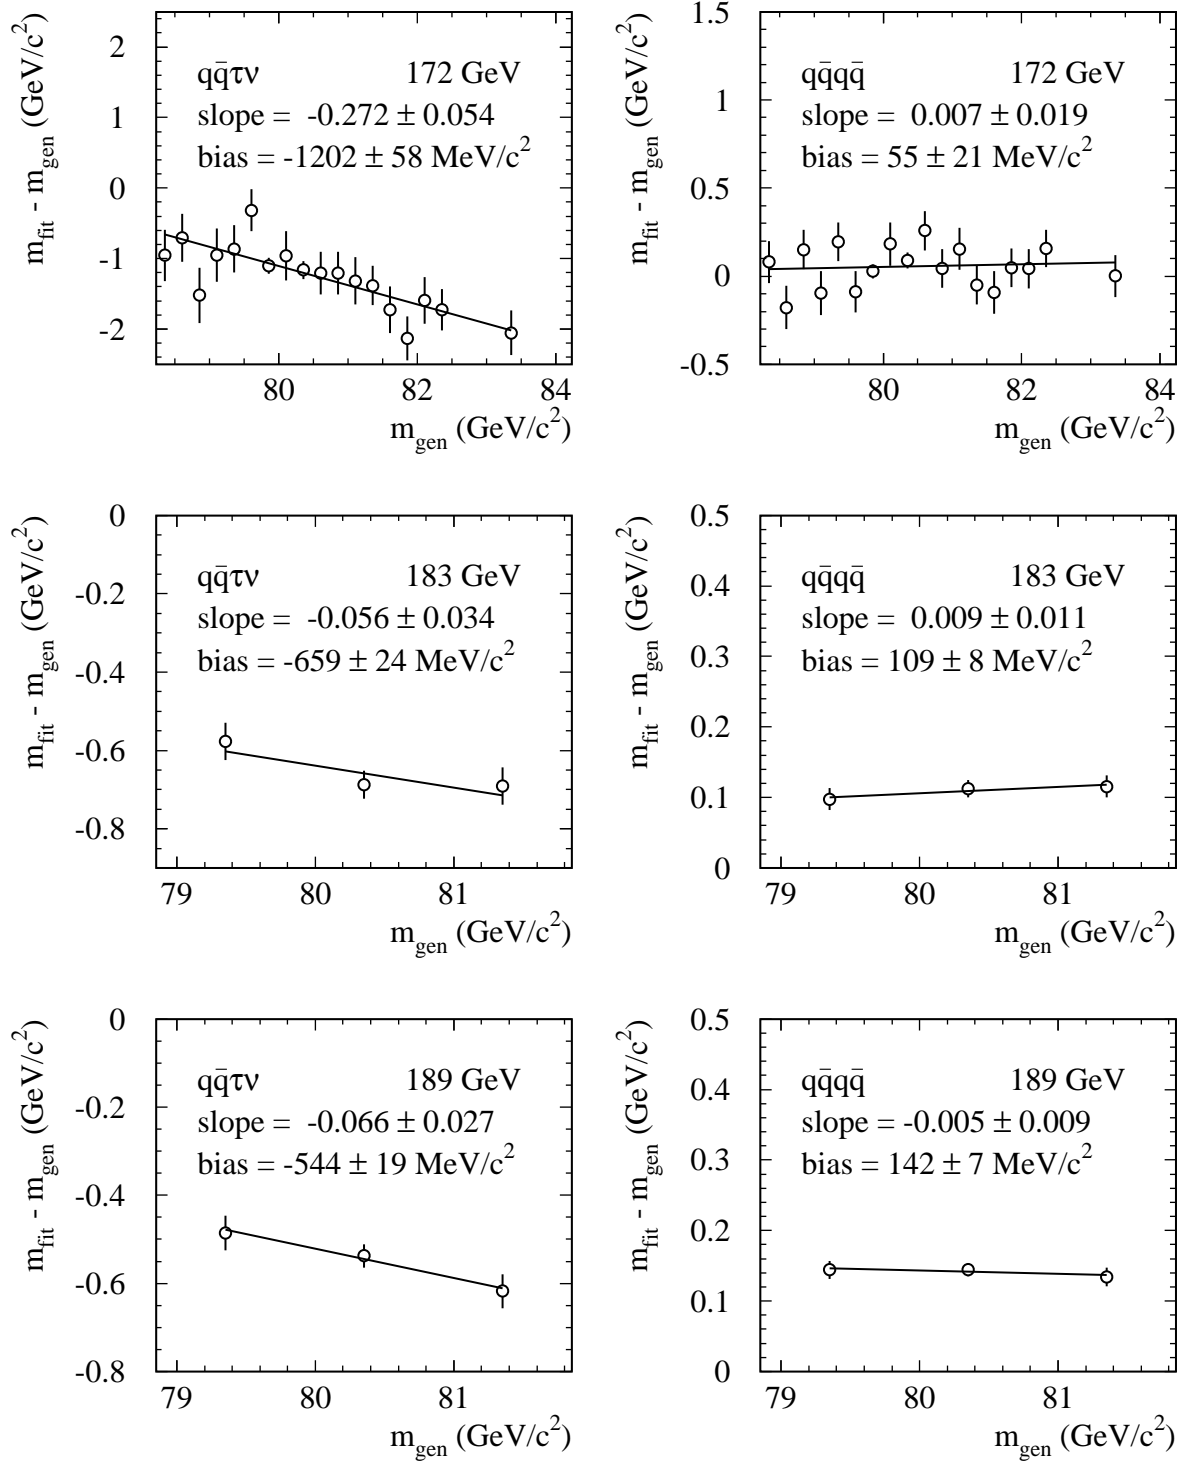 m_fit - m_gen (GeV/c²)
2
1
0
-1
-2
qq̄τν 172 GeV
slope = -0.272 ± 0.054
bias = -1202 ± 58 MeV/c²
80 82 84
m_gen (GeV/c²)
m_fit - m_gen (GeV/c²)
1.5
1
0.5
0
-0.5
qq̄qq̄ 172 GeV
slope = 0.007 ± 0.019
bias = 55 ± 21 MeV/c²
80 82 84
m_gen (GeV/c²)
m_fit - m_gen (GeV/c²)
0
-0.2
-0.4
-0.6
-0.8
qq̄τν 183 GeV
slope = -0.056 ± 0.034
bias = -659 ± 24 MeV/c²
79 80 81
m_gen (GeV/c²)
m_fit - m_gen (GeV/c²)
0.5
0.4
0.3
0.2
0.1
0
qq̄qq̄ 183 GeV
slope = 0.009 ± 0.011
bias = 109 ± 8 MeV/c²
79 80 81
m_gen (GeV/c²)
m_fit - m_gen (GeV/c²)
0
-0.2
-0.4
-0.6
-0.8
qq̄τν 189 GeV
slope = -0.066 ± 0.027
bias = -544 ± 19 MeV/c²
79 80 81
m_gen (GeV/c²)
m_fit - m_gen (GeV/c²)
0.5
0.4
0.3
0.2
0.1
0
qq̄qq̄ 189 GeV
slope = -0.005 ± 0.009
bias = 142 ± 7 MeV/c²
79 80 81
m_gen (GeV/c²)